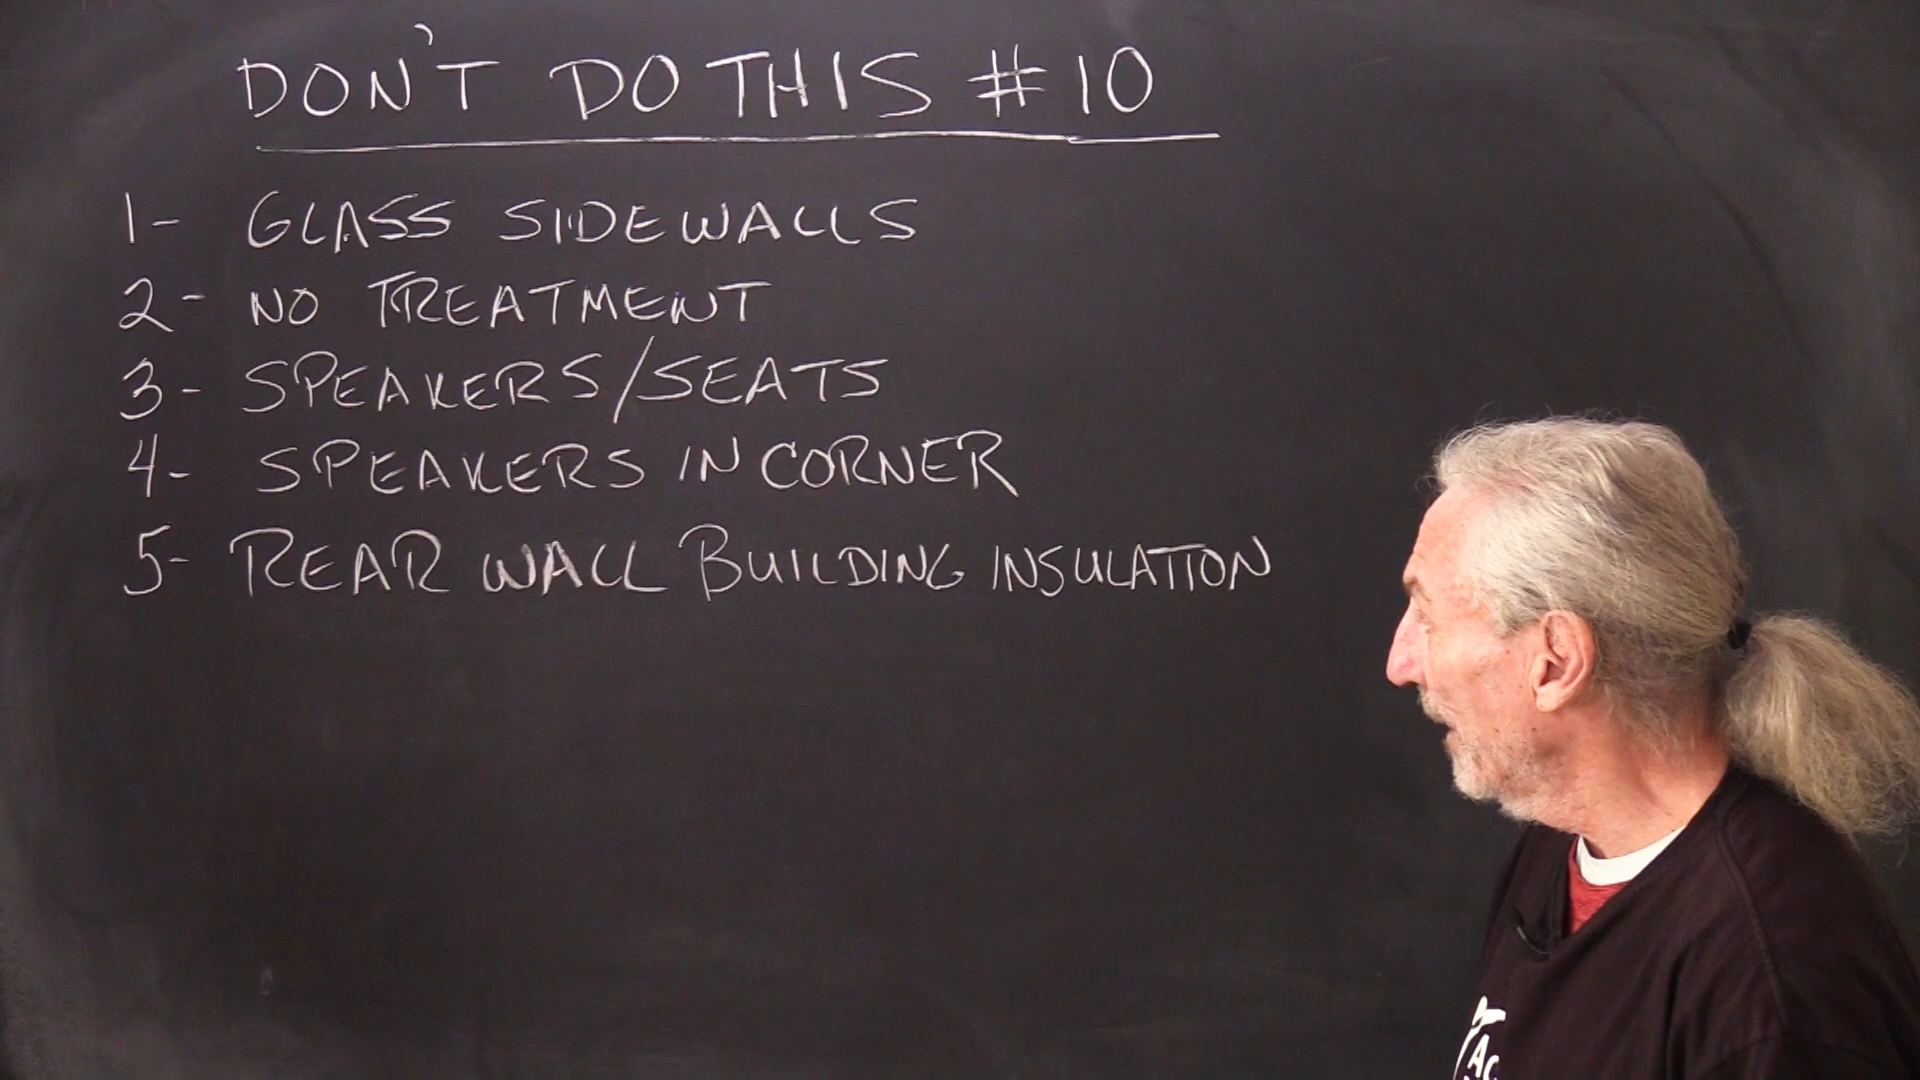 DON'T DO THIS #10
1- GLASS SIDEWALLS
2- NO TREATMENT
3- SPEAKERS/SEATS
4- SPEAKERS IN CORNER
5- REAR WALL BUILDING INSULATION